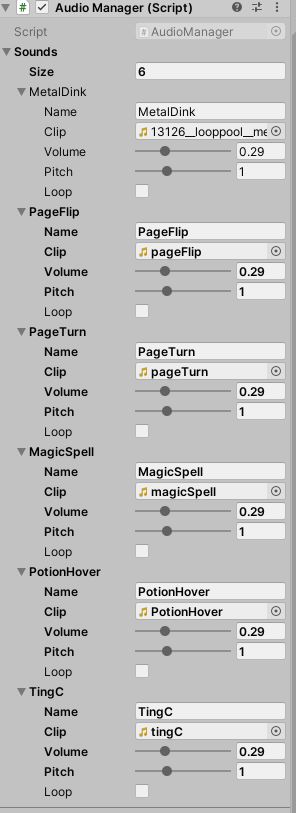 # Audio Manager (Script)
Script # AudioManager
Sounds
Size 6
MetalDink
Name MetalDink
Clip 13126__looppool__me
Volume 0.29
Pitch 1
Loop
PageFlip
Name PageFlip
Clip pageFlip
Volume 0.29
Pitch 1
Loop
PageTurn
Name PageTurn
Clip pageTurn
Volume 0.29
Pitch 1
Loop
MagicSpell
Name MagicSpell
Clip magicSpell
Volume 0.29
Pitch 1
Loop
PotionHover
Name PotionHover
Clip PotionHover
Volume 0.29
Pitch 1
Loop
TingC
Name TingC
Clip tingC
Volume 0.29
Pitch 1
Loop